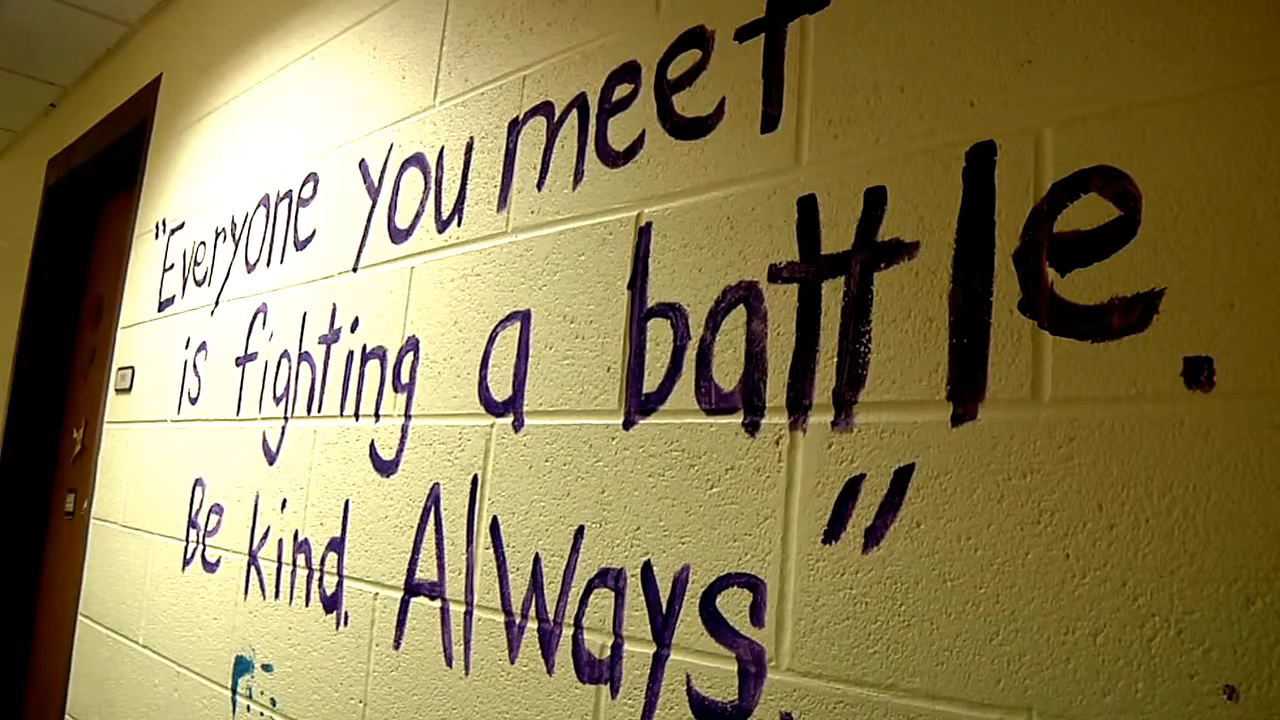 "Everyone you meet
is fighting a battle.
Be kind. Always."